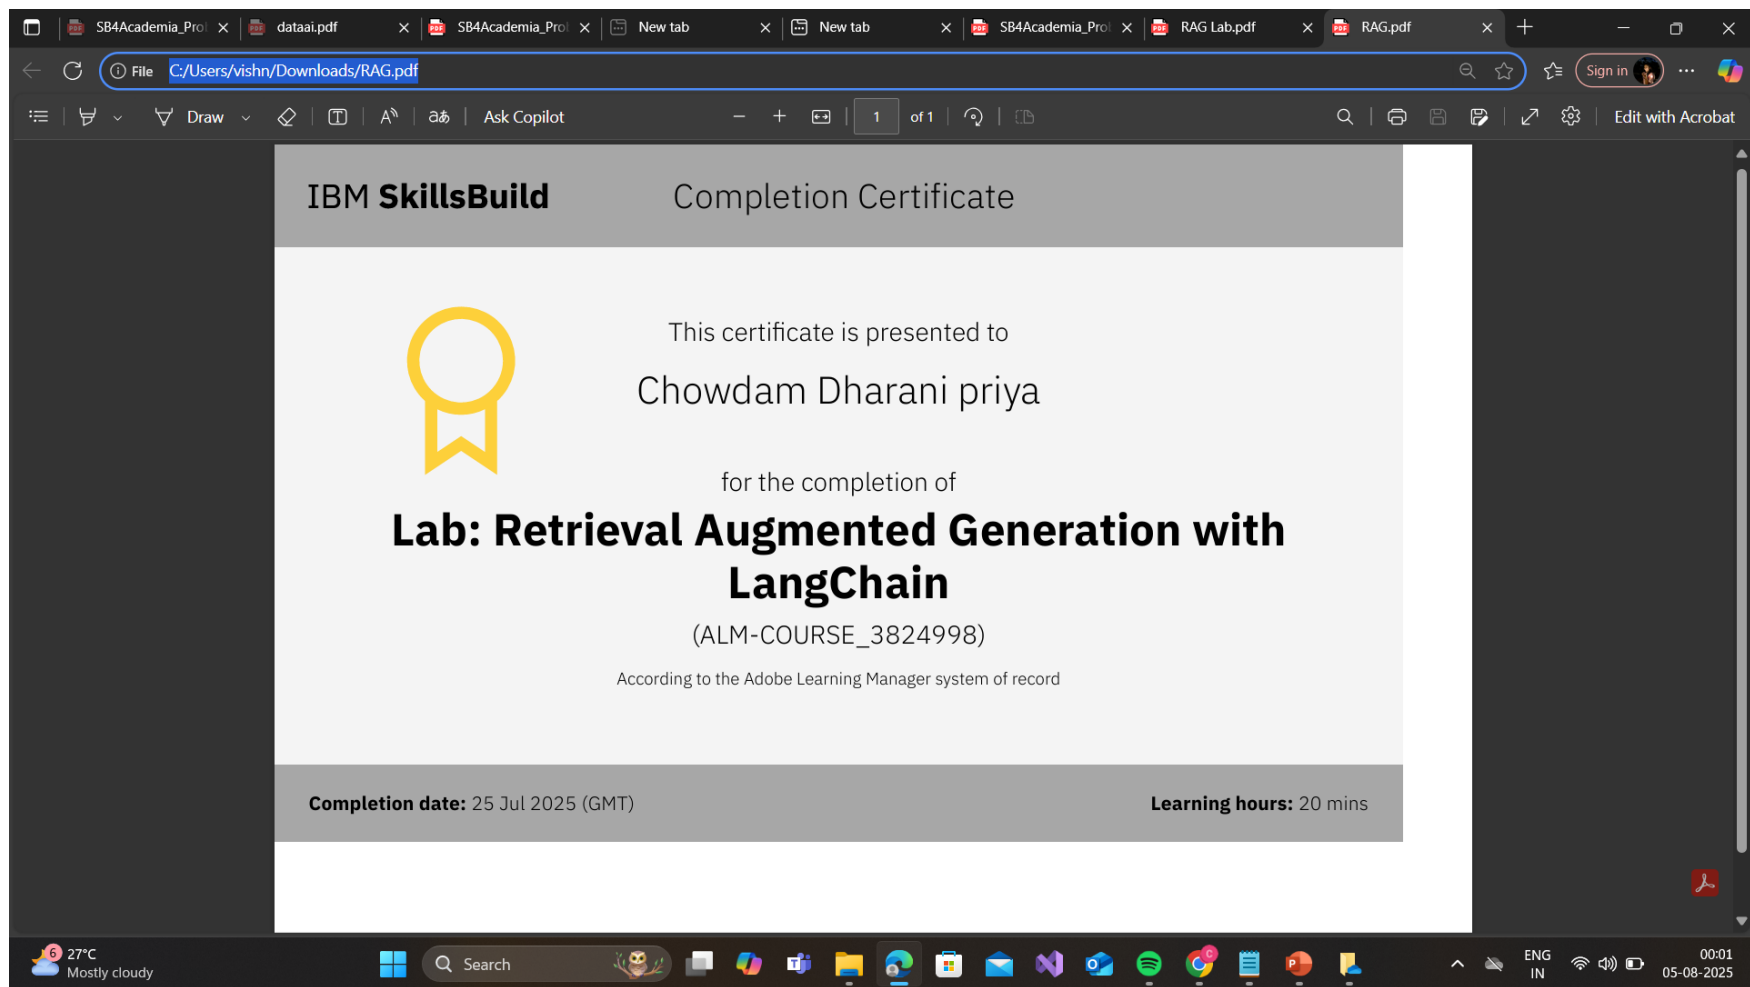 SB4Academia_Pro
dataai.pdf
SB4Academia_Pro
New tab
New tab
SB4Academia_Pro
RAG Lab.pdf
RAG.pdf
File
C:/Users/vishn/Downloads/RAG.pdf
Sign in
Draw
Ask Copilot
1
of 1
Edit with Acrobat
IBM SkillsBuild
Completion Certificate
This certificate is presented to
Chowdam Dharani priya
for the completion of
Lab: Retrieval Augmented Generation with
LangChain
(ALM-COURSE_3824998)
According to the Adobe Learning Manager system of record
Completion date: 25 Jul 2025 (GMT)
Learning hours: 20 mins
6
27°C
Mostly cloudy
Search
ENG
IN
00:01
05-08-2025